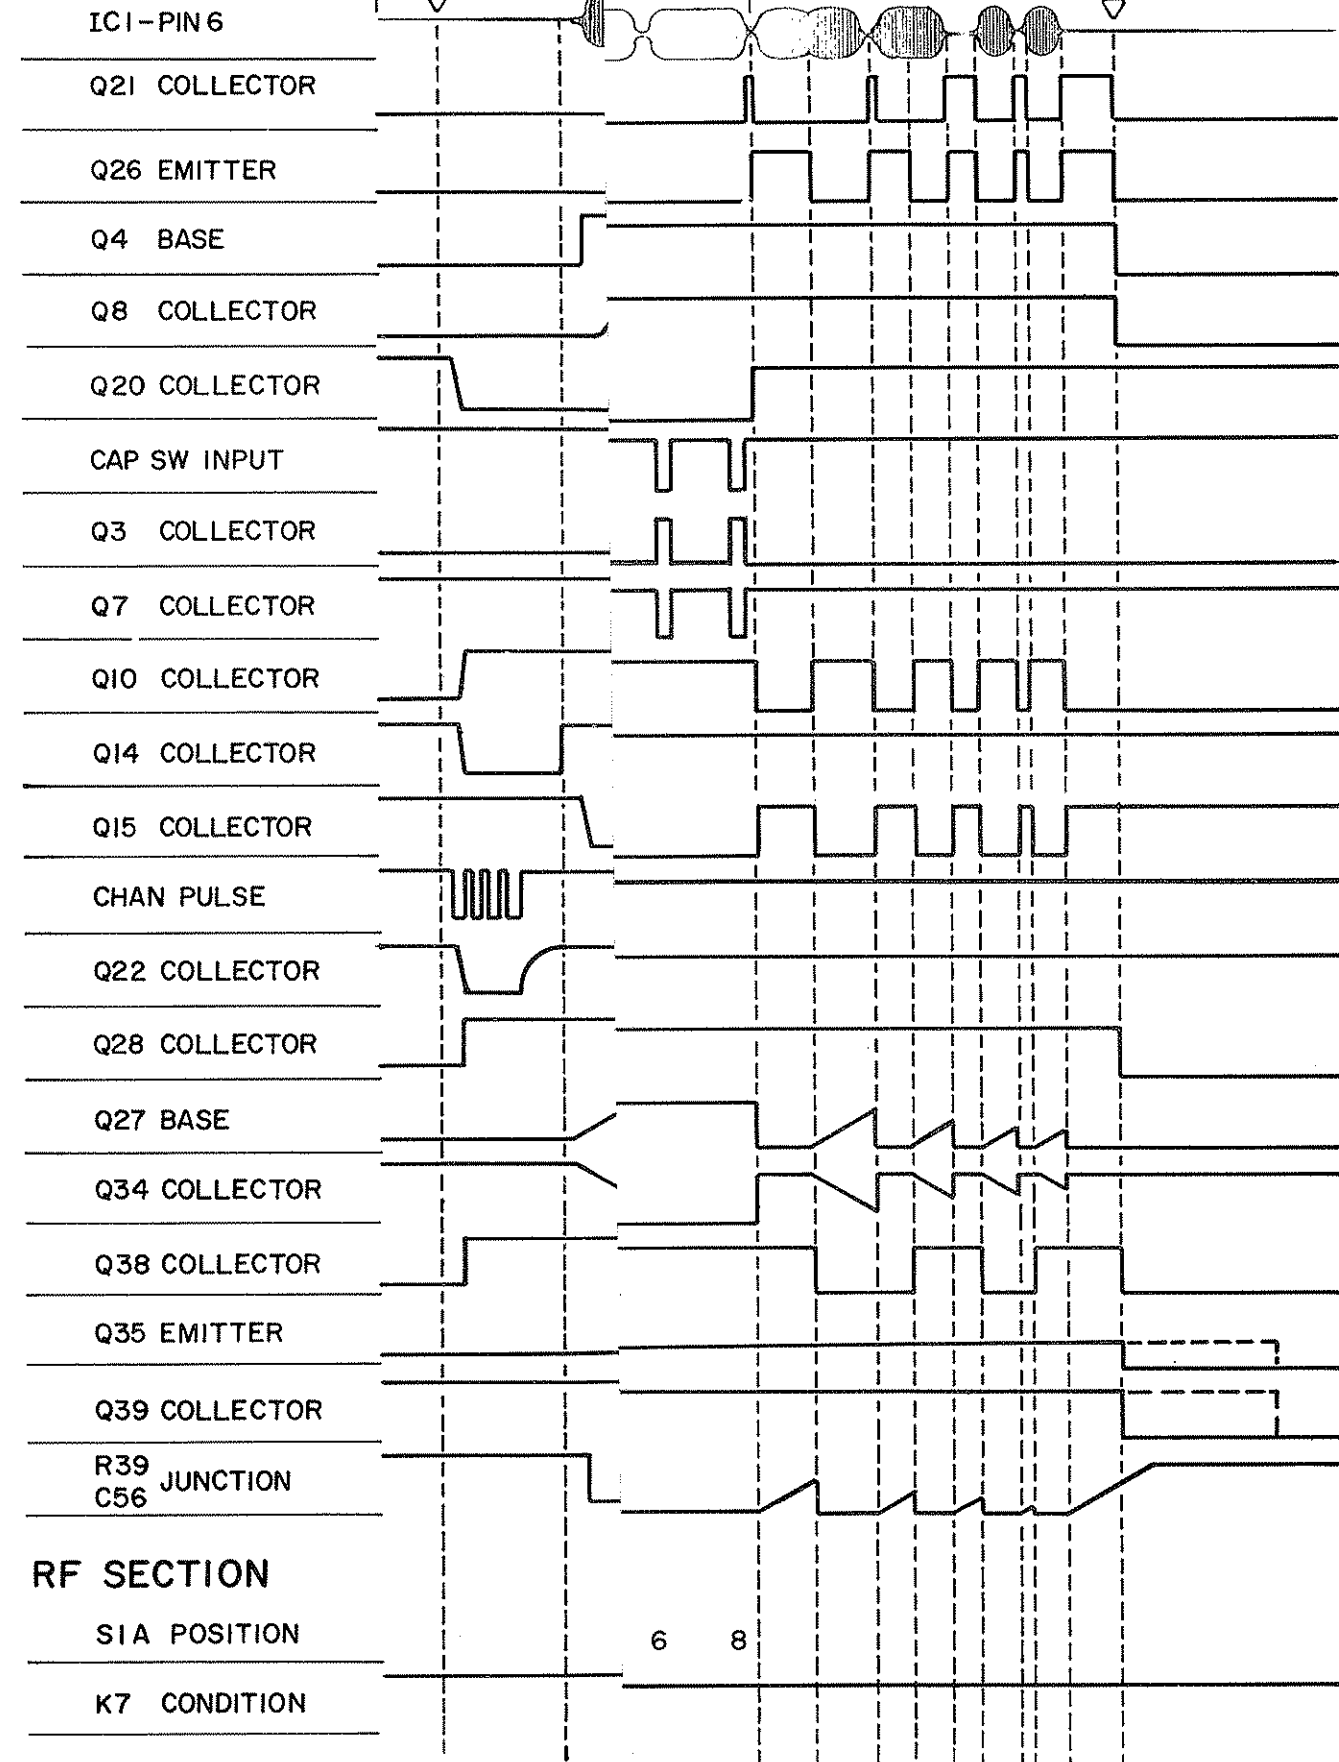 IC1-PIN 6
Q21 COLLECTOR
Q26 EMITTER
Q4 BASE
Q8 COLLECTOR
Q20 COLLECTOR
CAP SW INPUT
Q3 COLLECTOR
Q7 COLLECTOR
Q10 COLLECTOR
Q14 COLLECTOR
Q15 COLLECTOR
CHAN PULSE
Q22 COLLECTOR
Q28 COLLECTOR
Q27 BASE
Q34 COLLECTOR
Q38 COLLECTOR
Q35 EMITTER
Q39 COLLECTOR
R39
C56 JUNCTION
RF SECTION
S1A POSITION 6 8
K7 CONDITION